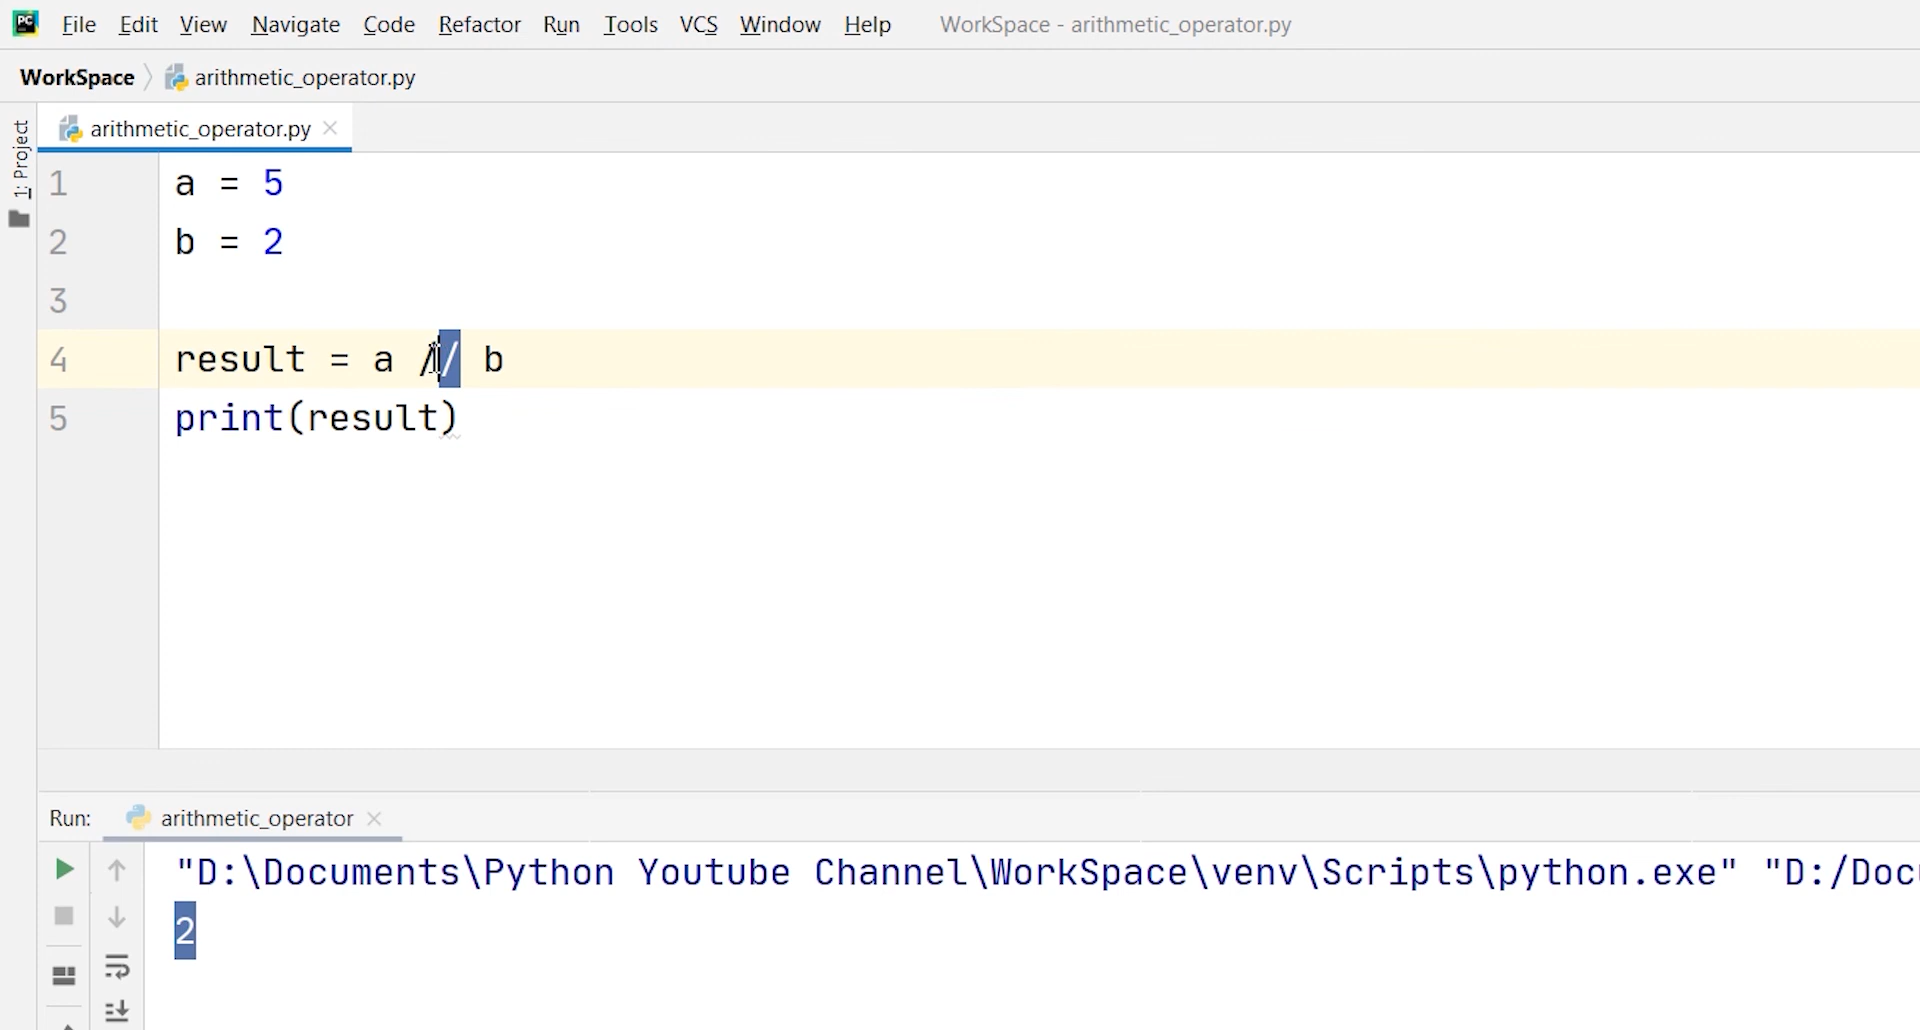 PC File Edit View Navigate Code Refactor Run Tools VCS Window Help WorkSpace - arithmetic_operator.py
WorkSpace arithmetic_operator.py
1: Project
arithmetic_operator.py
1 a = 5
2 b = 2
3
4 result = a // b
5 print(result)
Run: arithmetic_operator
"D:\Documents\Python Youtube Channel\WorkSpace\venv\Scripts\python.exe" "D:/Docu
2